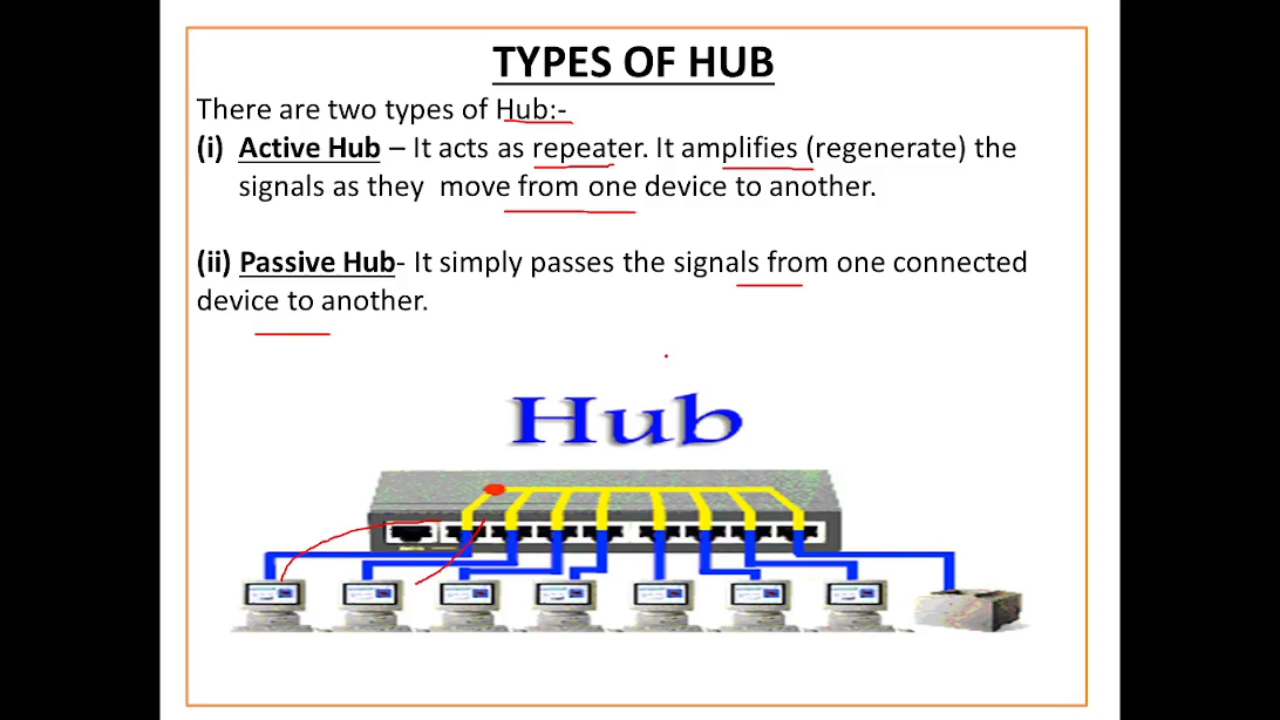 TYPES OF HUB
There are two types of Hub:-
(i) Active Hub – It acts as repeater. It amplifies (regenerate) the
signals as they move from one device to another.
(ii) Passive Hub- It simply passes the signals from one connected
device to another.
Hub